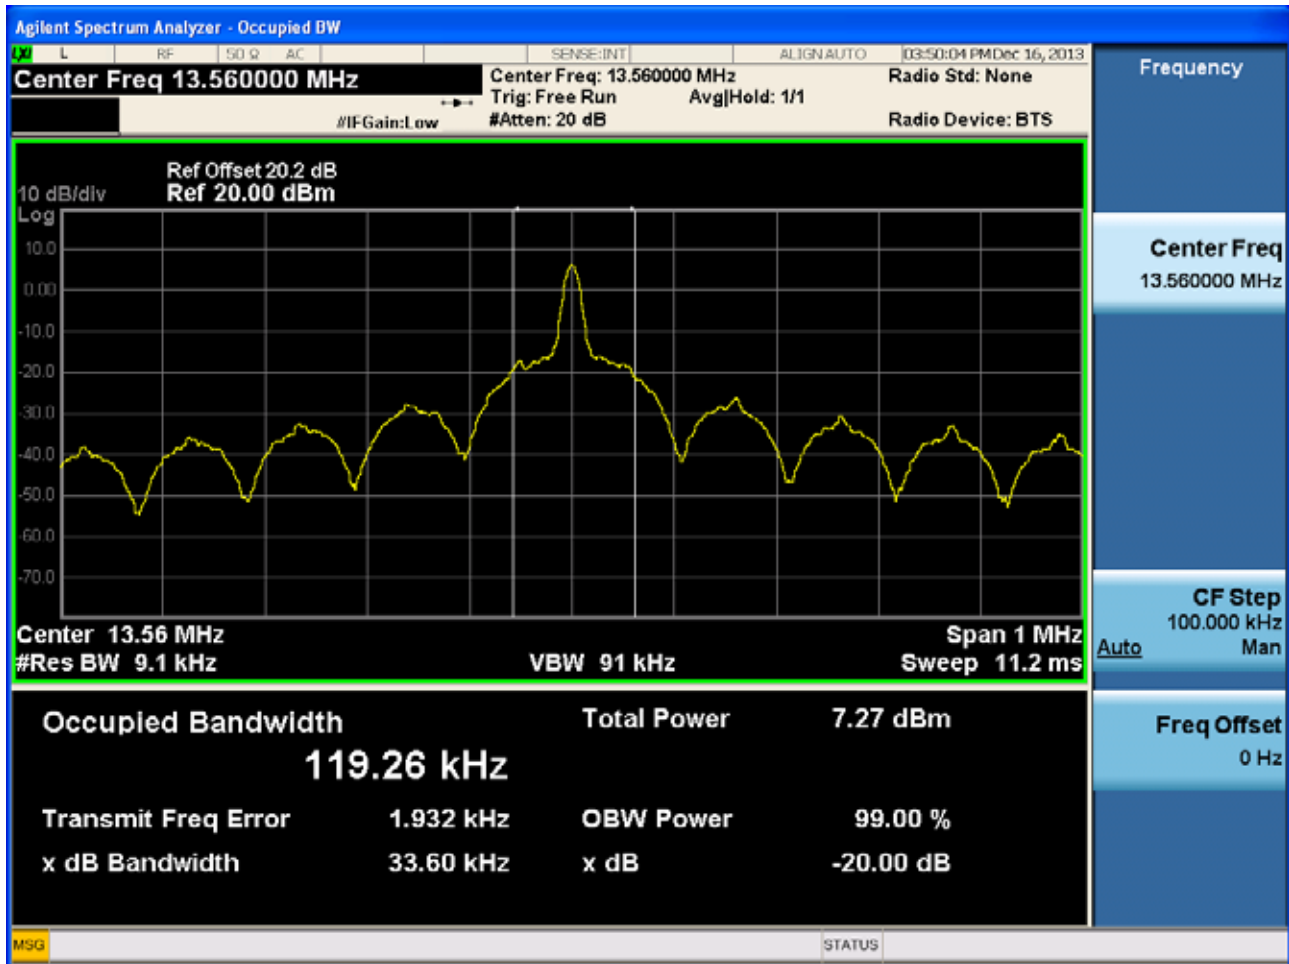 Agilent Spectrum Analyzer - Occupied BW
LXI L RF 50 Ω AC SENSE:INT ALIGN AUTO 03:50:04 PM Dec 16, 2013
Center Freq 13.560000 MHz
Center Freq: 13.560000 MHz
Radio Std: None
Trig: Free Run
Avg|Hold: 1/1
#IFGain:Low
#Atten: 20 dB
Radio Device: BTS
Ref Offset 20.2 dB
10 dB/div
Ref 20.00 dBm
Log
10.0
0.00
-10.0
-20.0
-30.0
-40.0
-50.0
-60.0
-70.0
Center 13.56 MHz
Span 1 MHz
#Res BW 9.1 kHz
VBW 91 kHz
Sweep 11.2 ms
Occupied Bandwidth
Total Power 7.27 dBm
119.26 kHz
Transmit Freq Error 1.932 kHz
OBW Power 99.00 %
x dB Bandwidth 33.60 kHz
x dB -20.00 dB
MSG
STATUS
Frequency
Center Freq
13.560000 MHz
CF Step
100.000 kHz
Auto Man
Freq Offset
0 Hz